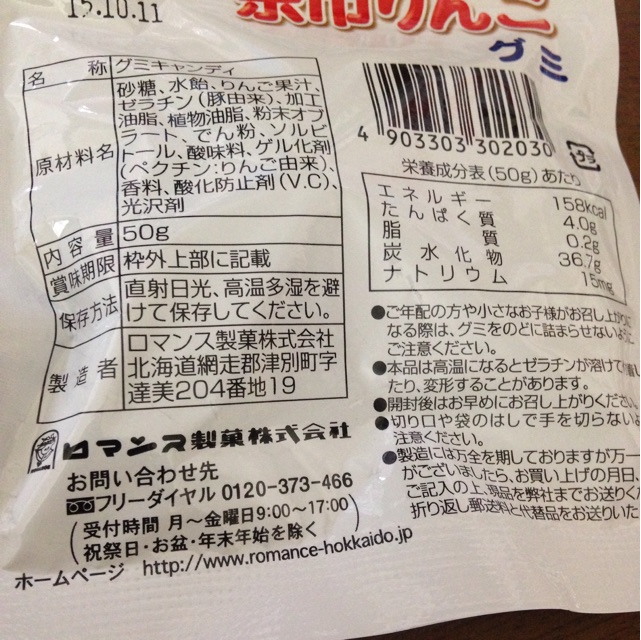 15.10.11
りんご
グミ
名称 グミキャンディ
原材料名 砂糖、水飴、りんご果汁、
ゼラチン(豚由来)、加工
油脂、植物油脂、粉末オブ
ラート、でん粉、ソルビ
トール、酸味料、ゲル化剤
(ペクチン:りんご由来)、
香料、酸化防止剤(V.C)、
光沢剤
内容量 50g
賞味期限 枠外上部に記載
保存方法 直射日光、高温多湿を避
けて保存してください。
製造者 ロマンス製菓株式会社
北海道網走郡津別町字
達美204番地19
4 903303 302030
プラ
栄養成分表(50g)あたり
エネルギー 158kcal
たんぱく質 4.0g
脂質 0.2g
炭水化物 36.7g
ナトリウム 15mg
●ご年配の方や小さなお子様がお召し上がりに
なる際は、グミをのどに詰まらせないように
ご注意ください。
●本品は高温になるとゼラチンが溶けて
たり、変形することがあります。
●開封後はお早めにお召し上がりください。
●切り口や袋のはしで手を切らないよ
注意ください。
●製造には万全を期しておりますが万一
がございましたら、お買い上げの月日、
ご記入の上、商品を弊社までお送りく
折り返し郵送料と代替品をお送りいた
ロマンス製菓株式会社
お問い合わせ先
フリーダイヤル 0120-373-466
(受付時間 月〜金曜日9:00〜17:00
祝祭日・お盆・年末年始を除く)
ホームページ http://www.romance-hokkaido.jp